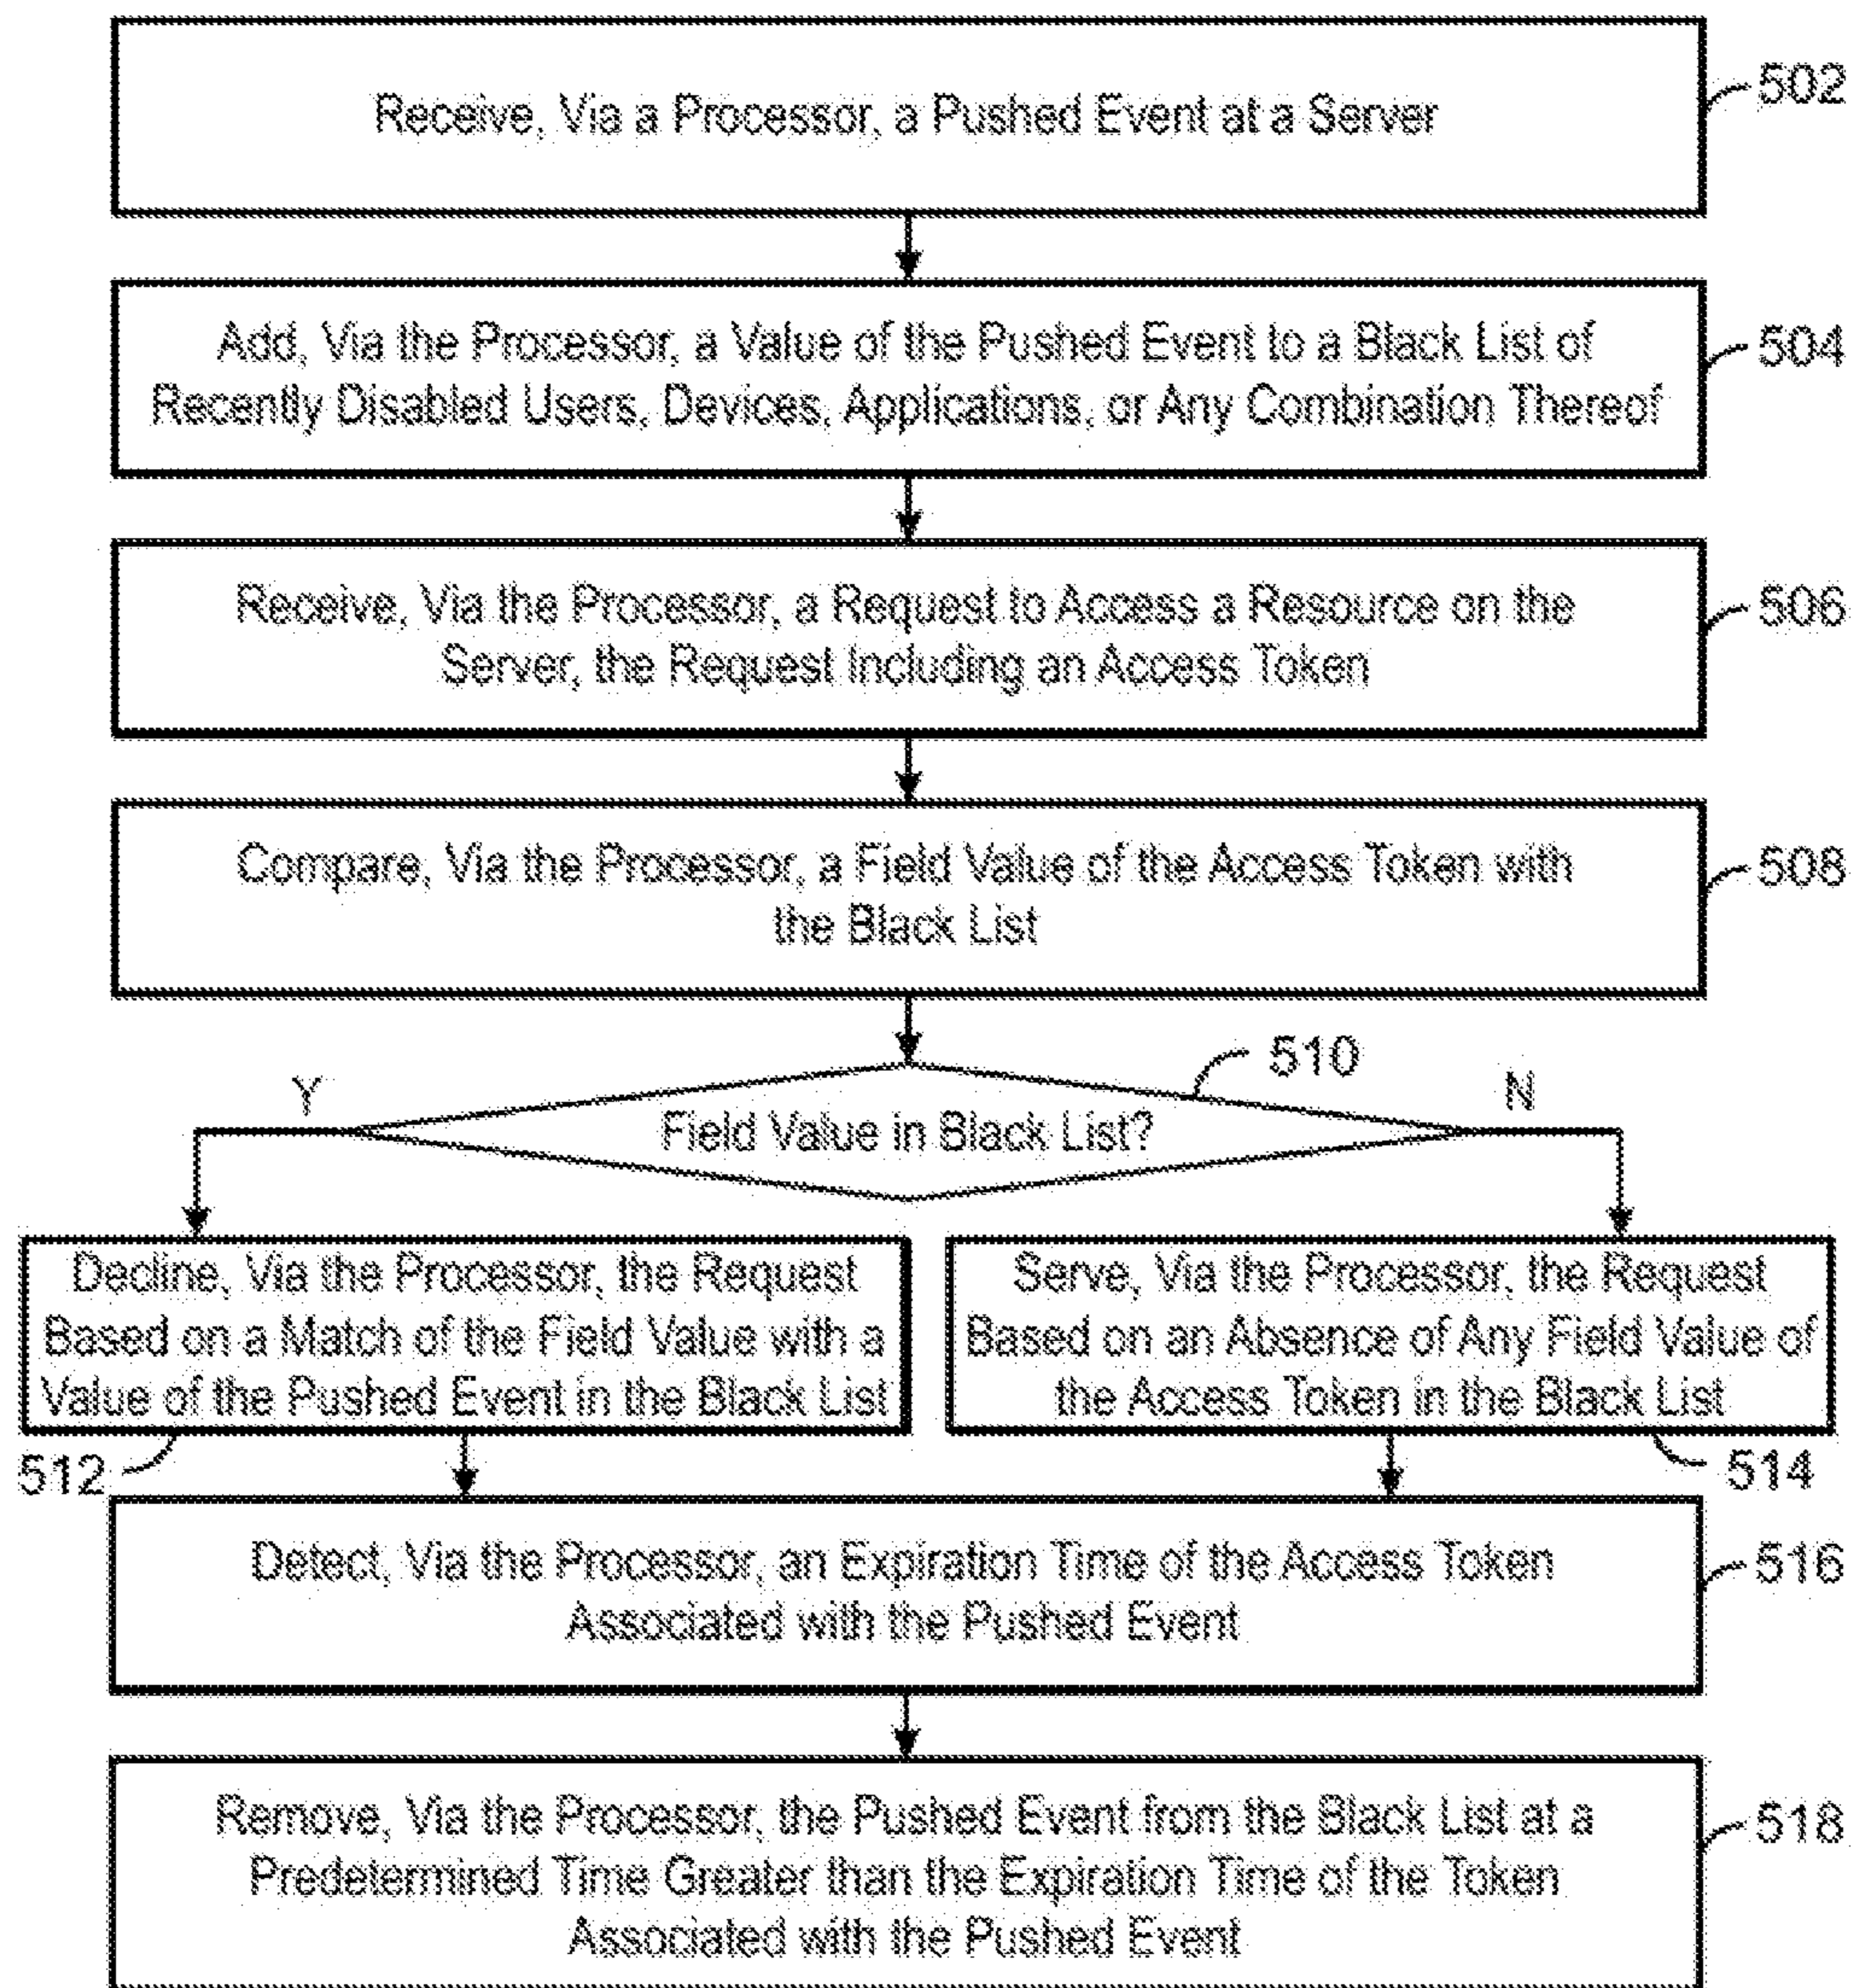 Receive, Via a Processor, a Pushed Event at a Server
502
Add, Via the Processor, a Value of the Pushed Event to a Black List of
Recently Disabled Users, Devices, Applications, or Any Combination Thereof
504
Receive, Via the Processor, a Request to Access a Resource on the
Server, the Request Including an Access Token
506
Compare, Via the Processor, a Field Value of the Access Token with
the Black List
508
510
Y
Field Value in Black List?
N
Decline, Via the Processor, the Request
Based on a Match of the Field Value with a
Value of the Pushed Event in the Black List
512
Serve, Via the Processor, the Request
Based on an Absence of Any Field Value of
the Access Token in the Black List
514
Detect, Via the Processor, an Expiration Time of the Access Token
Associated with the Pushed Event
516
Remove, Via the Processor, the Pushed Event from the Black List at a
Predetermined Time Greater than the Expiration Time of the Token
Associated with the Pushed Event
518